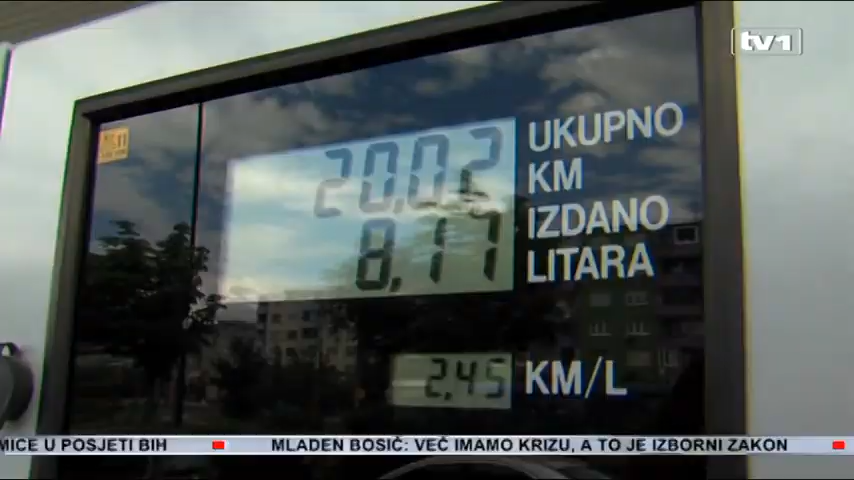 tv1
20,02
UKUPNO
KM
8,17
IZDANO
LITARA
2,45
KM/L
MICE U POSJETI BIH
MLADEN BOSIĆ: VEĆ IMAMO KRIZU, A TO JE IZBORNI ZAKON